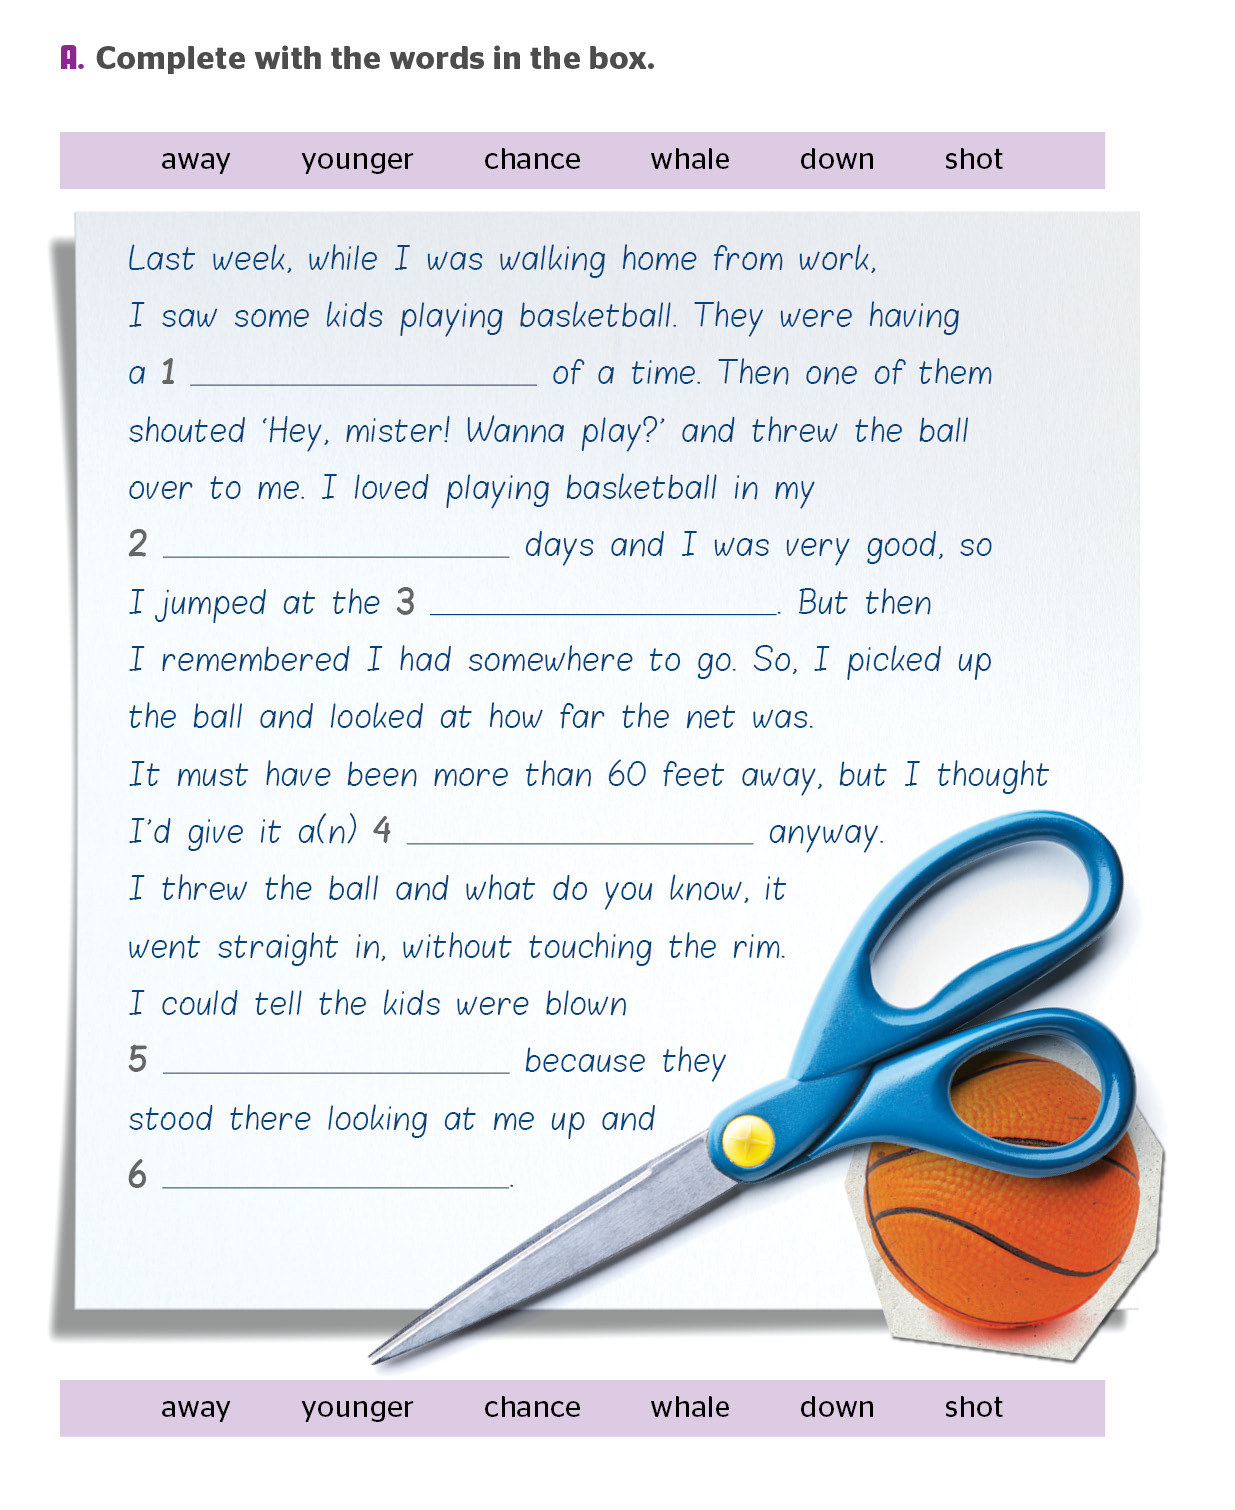 A. Complete with the words in the box.
away younger chance whale down shot
Last week, while I was walking home from work,
I saw some kids playing basketball. They were having
a 1 ____________________ of a time. Then one of them
shouted ‘Hey, mister! Wanna play?’ and threw the ball
over to me. I loved playing basketball in my
2 ____________________ days and I was very good, so
I jumped at the 3 ____________________. But then
I remembered I had somewhere to go. So, I picked up
the ball and looked at how far the net was.
It must have been more than 60 feet away, but I thought
I’d give it a(n) 4 ____________________ anyway.
I threw the ball and what do you know, it
went straight in, without touching the rim.
I could tell the kids were blown
5 ____________________ because they
stood there looking at me up and
6 ____________________.
away younger chance whale down shot